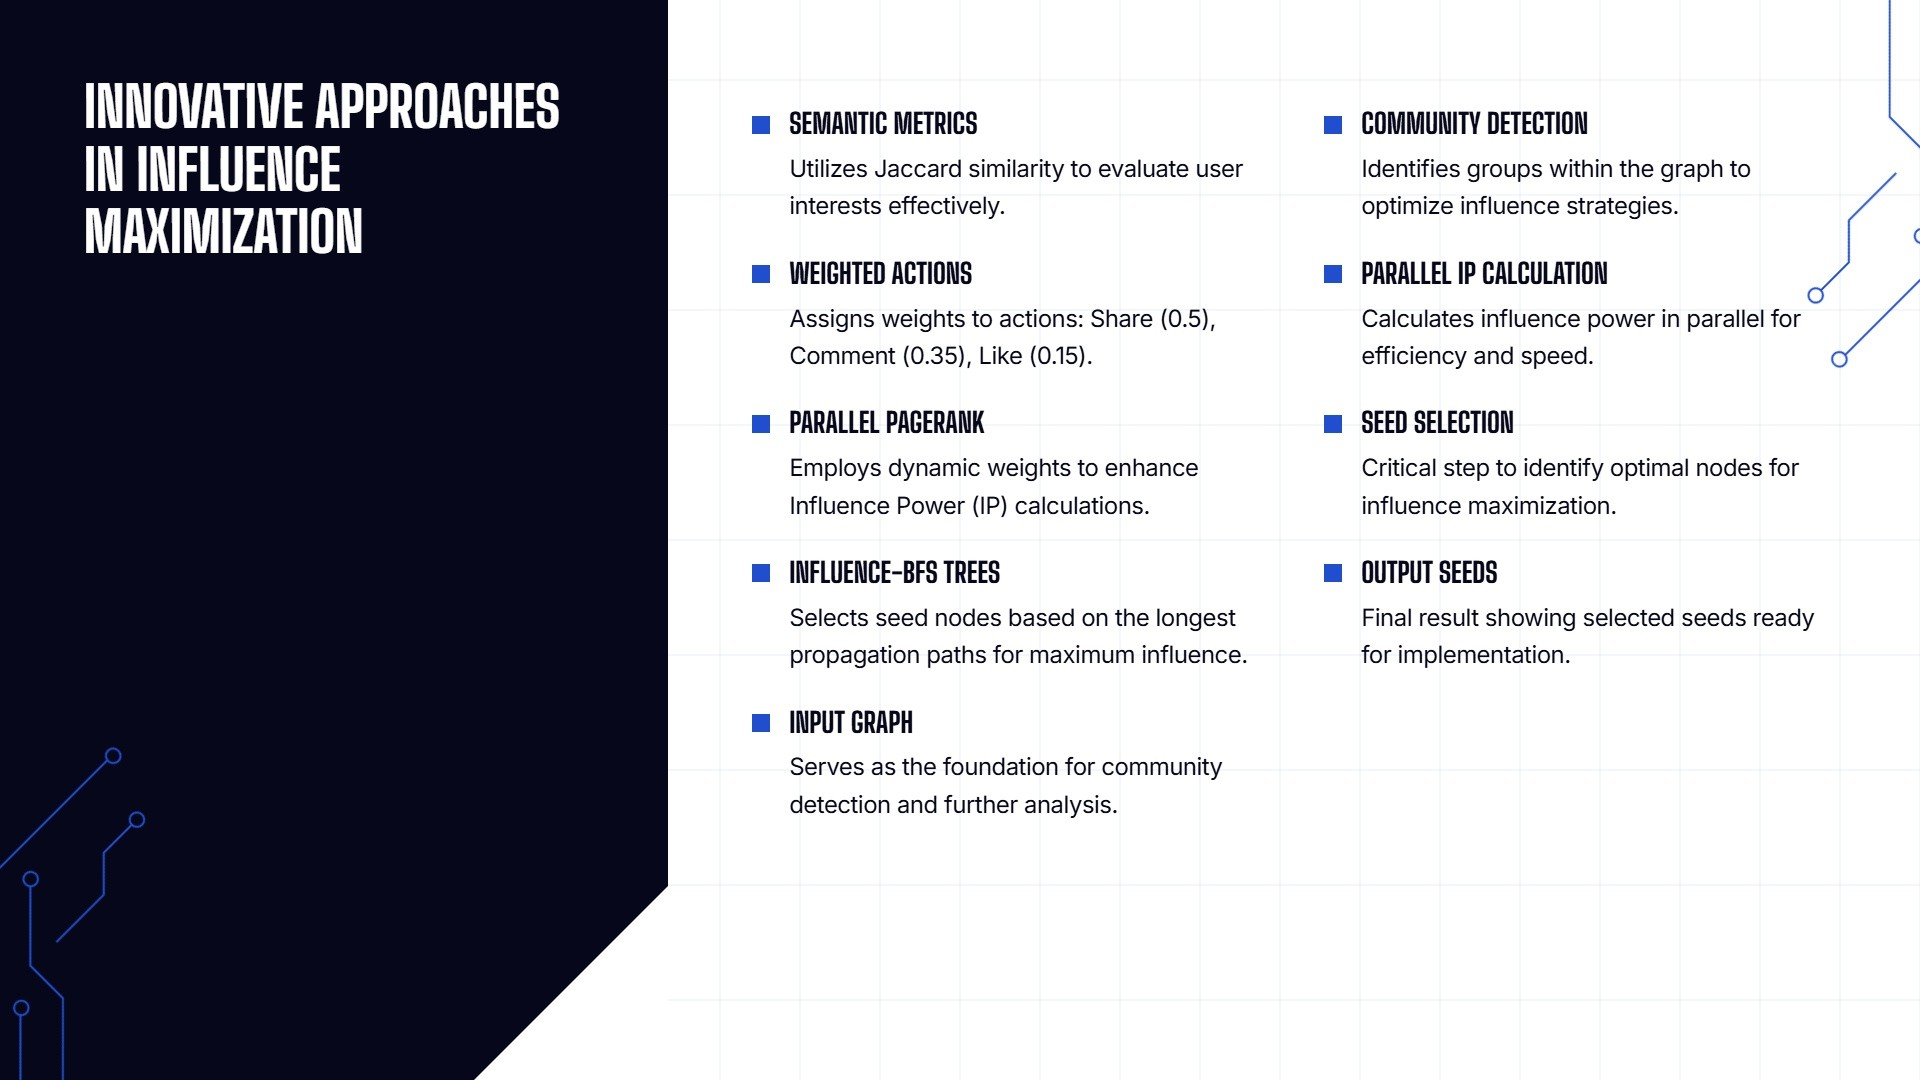 INNOVATIVE APPROACHES
IN INFLUENCE
MAXIMIZATION
SEMANTIC METRICS
Utilizes Jaccard similarity to evaluate user
interests effectively.
WEIGHTED ACTIONS
Assigns weights to actions: Share (0.5),
Comment (0.35), Like (0.15).
PARALLEL PAGERANK
Employs dynamic weights to enhance
Influence Power (IP) calculations.
INFLUENCE-BFS TREES
Selects seed nodes based on the longest
propagation paths for maximum influence.
INPUT GRAPH
Serves as the foundation for community
detection and further analysis.
COMMUNITY DETECTION
Identifies groups within the graph to
optimize influence strategies.
PARALLEL IP CALCULATION
Calculates influence power in parallel for
efficiency and speed.
SEED SELECTION
Critical step to identify optimal nodes for
influence maximization.
OUTPUT SEEDS
Final result showing selected seeds ready
for implementation.